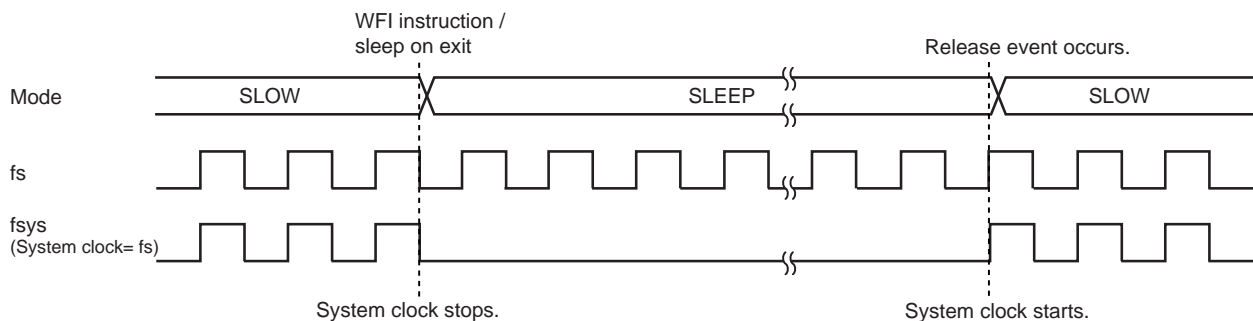 WFI instruction /
sleep on exit
Release event occurs.
Mode
SLOW
SLEEP
SLOW
fs
fsys
(System clock= fs)
System clock stops.
System clock starts.